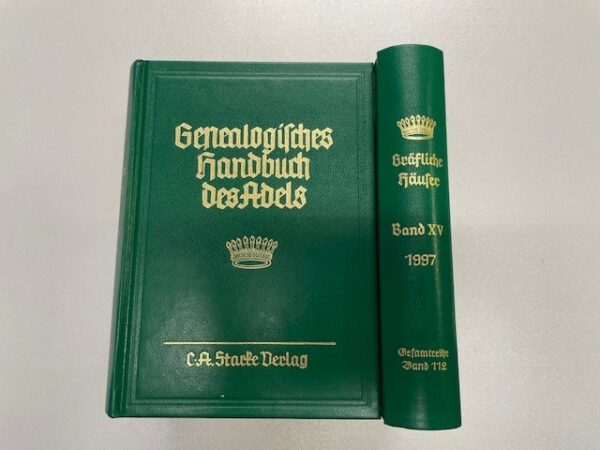 Genealogisches
Handbuch
des Adels
C.A. Starke Verlag
Gräfliche
Häuser
Band XV
1997
Gesamtreihe
Band 112